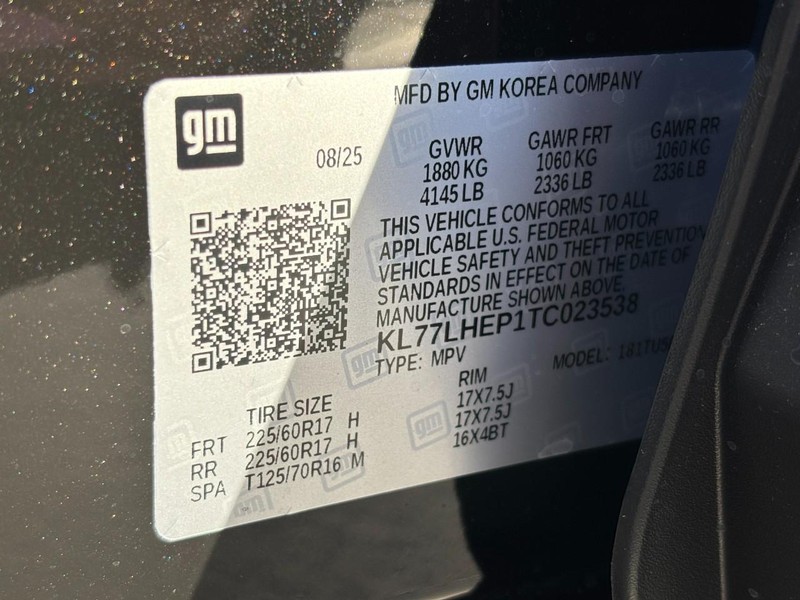 gm
MFD BY GM KOREA COMPANY
08/25
GVWR GAWR FRT GAWR RR
1880 KG 1060 KG 1060 KG
4145 LB 2336 LB 2336 LB
THIS VEHICLE CONFORMS TO ALL
APPLICABLE U.S. FEDERAL MOTOR
VEHICLE SAFETY AND THEFT PREVENTION
STANDARDS IN EFFECT ON THE DATE OF
MANUFACTURE SHOWN ABOVE.
KL77LHEP1TC023538
TYPE: MPV MODEL:
TIRE SIZE RIM
FRT 225/60R17 H 17X7.5J
RR 225/60R17 H 17X7.5J
SPA T125/70R16 M 16X4BT